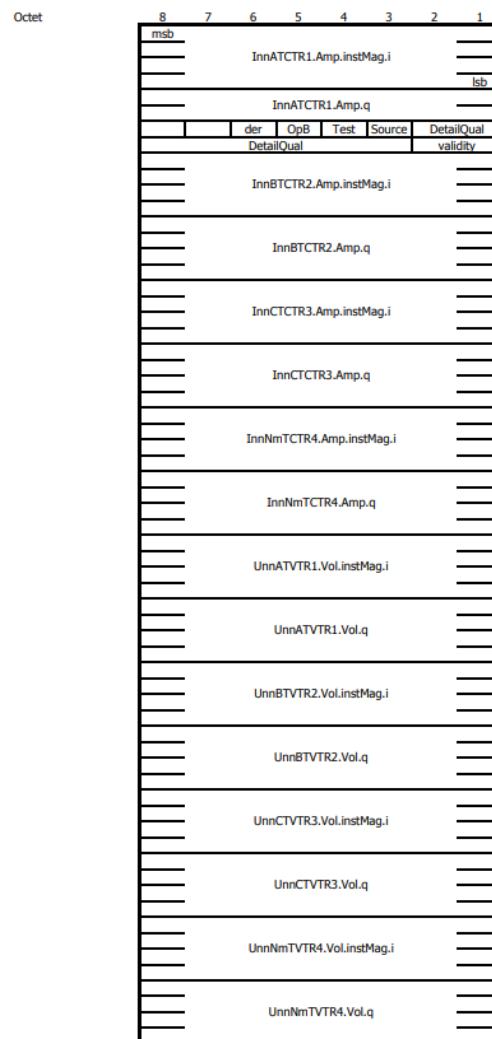 Octet 8 7 6 5 4 3 2 1
msb
InnATCTR1.Amp.instMag.i
lsb
InnATCTR1.Amp.q
der OpB Test Source DetailQual
DetailQual validity
InnBTCTR2.Amp.instMag.i
InnBTCTR2.Amp.q
InnCTCTR3.Amp.instMag.i
InnCTCTR3.Amp.q
InnNmTCTR4.Amp.instMag.i
InnNmTCTR4.Amp.q
UnnATVTR1.Vol.instMag.i
UnnATVTR1.Vol.q
UnnBTVTR2.Vol.instMag.i
UnnBTVTR2.Vol.q
UnnCTVTR3.Vol.instMag.i
UnnCTVTR3.Vol.q
UnnNmTVTR4.Vol.instMag.i
UnnNmTVTR4.Vol.q